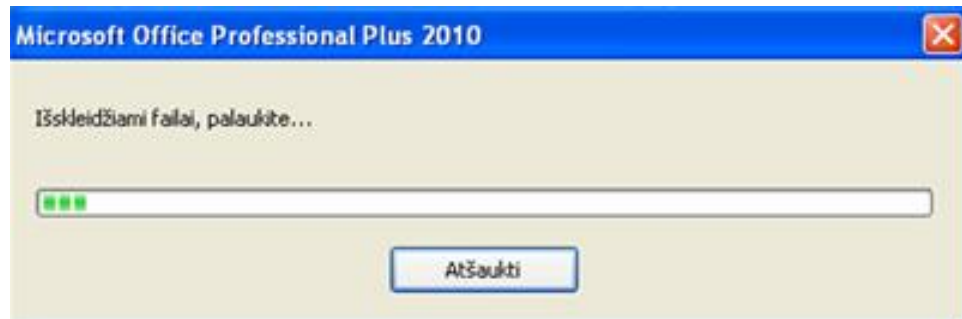 Microsoft Office Professional Plus 2010
Išskleidžiami failai, palaukite...
Atšaukti